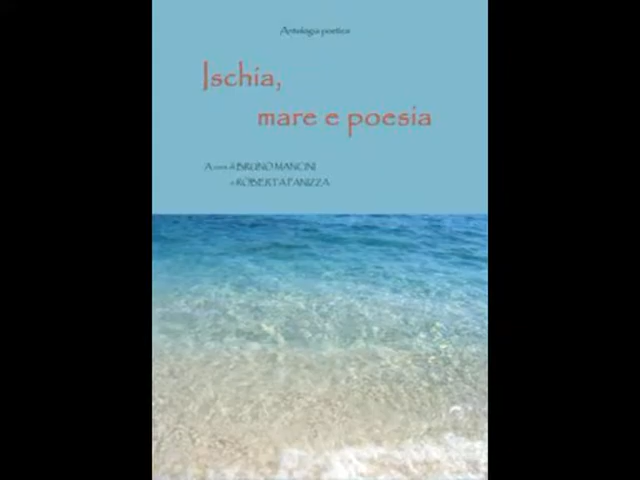 Antologia poetica
Ischia,
mare e poesia
A cura di BRUNO MANCINI
e ROBERTA PANIZZA